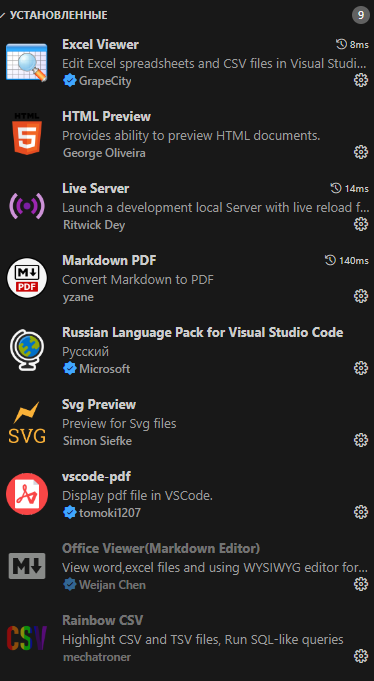 УСТАНОВЛЕННЫЕ 9
Excel Viewer 8ms
Edit Excel spreadsheets and CSV files in Visual Studi...
GrapeCity
HTML
5
HTML Preview
Provides ability to preview HTML documents.
George Oliveira
Live Server 14ms
Launch a development local Server with live reload f...
Ritwick Dey
M
PDF
Markdown PDF 140ms
Convert Markdown to PDF
yzane
Russian Language Pack for Visual Studio Code
Русский
Microsoft
SVG
Svg Preview
Preview for Svg files
Simon Siefke
vscode-pdf
Display pdf file in VSCode.
tomoki1207
M
Office Viewer(Markdown Editor)
View word,excel files and using WYSIWYG editor for...
Weijan Chen
CSV
Rainbow CSV
Highlight CSV and TSV files, Run SQL-like queries
mechatroner